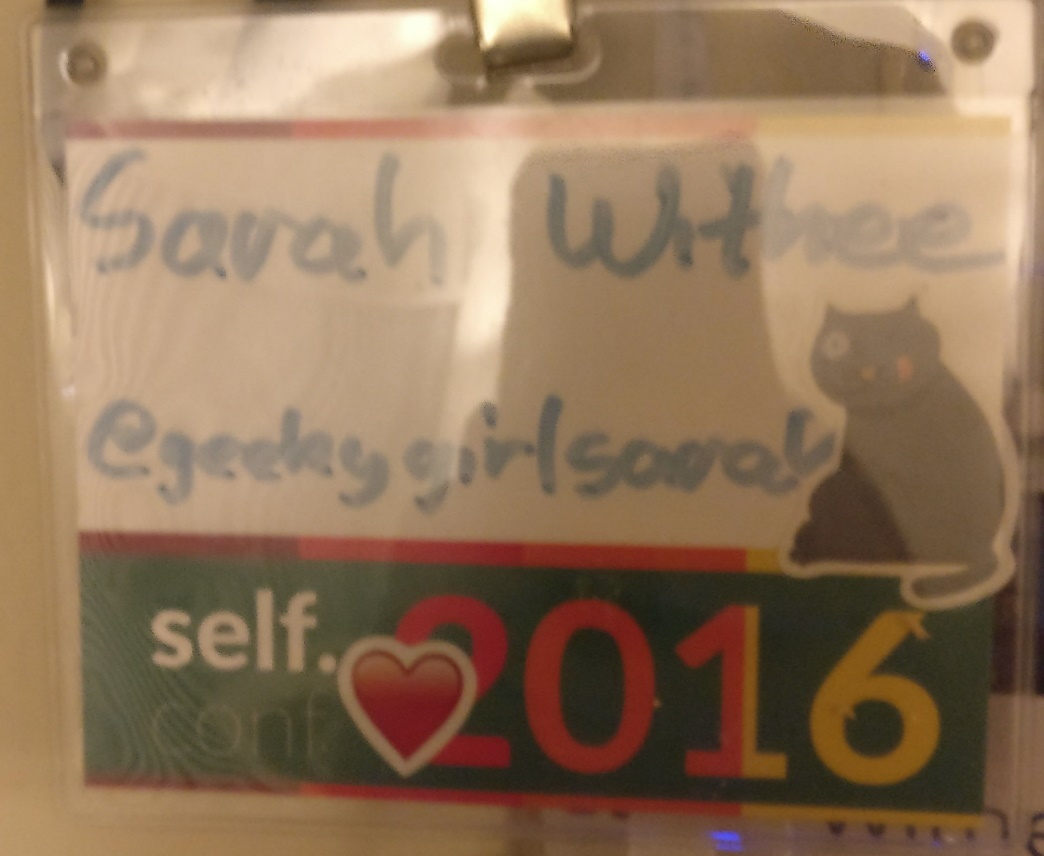 Sarah Withee
@geekygirlsarah
self.
conf
2016